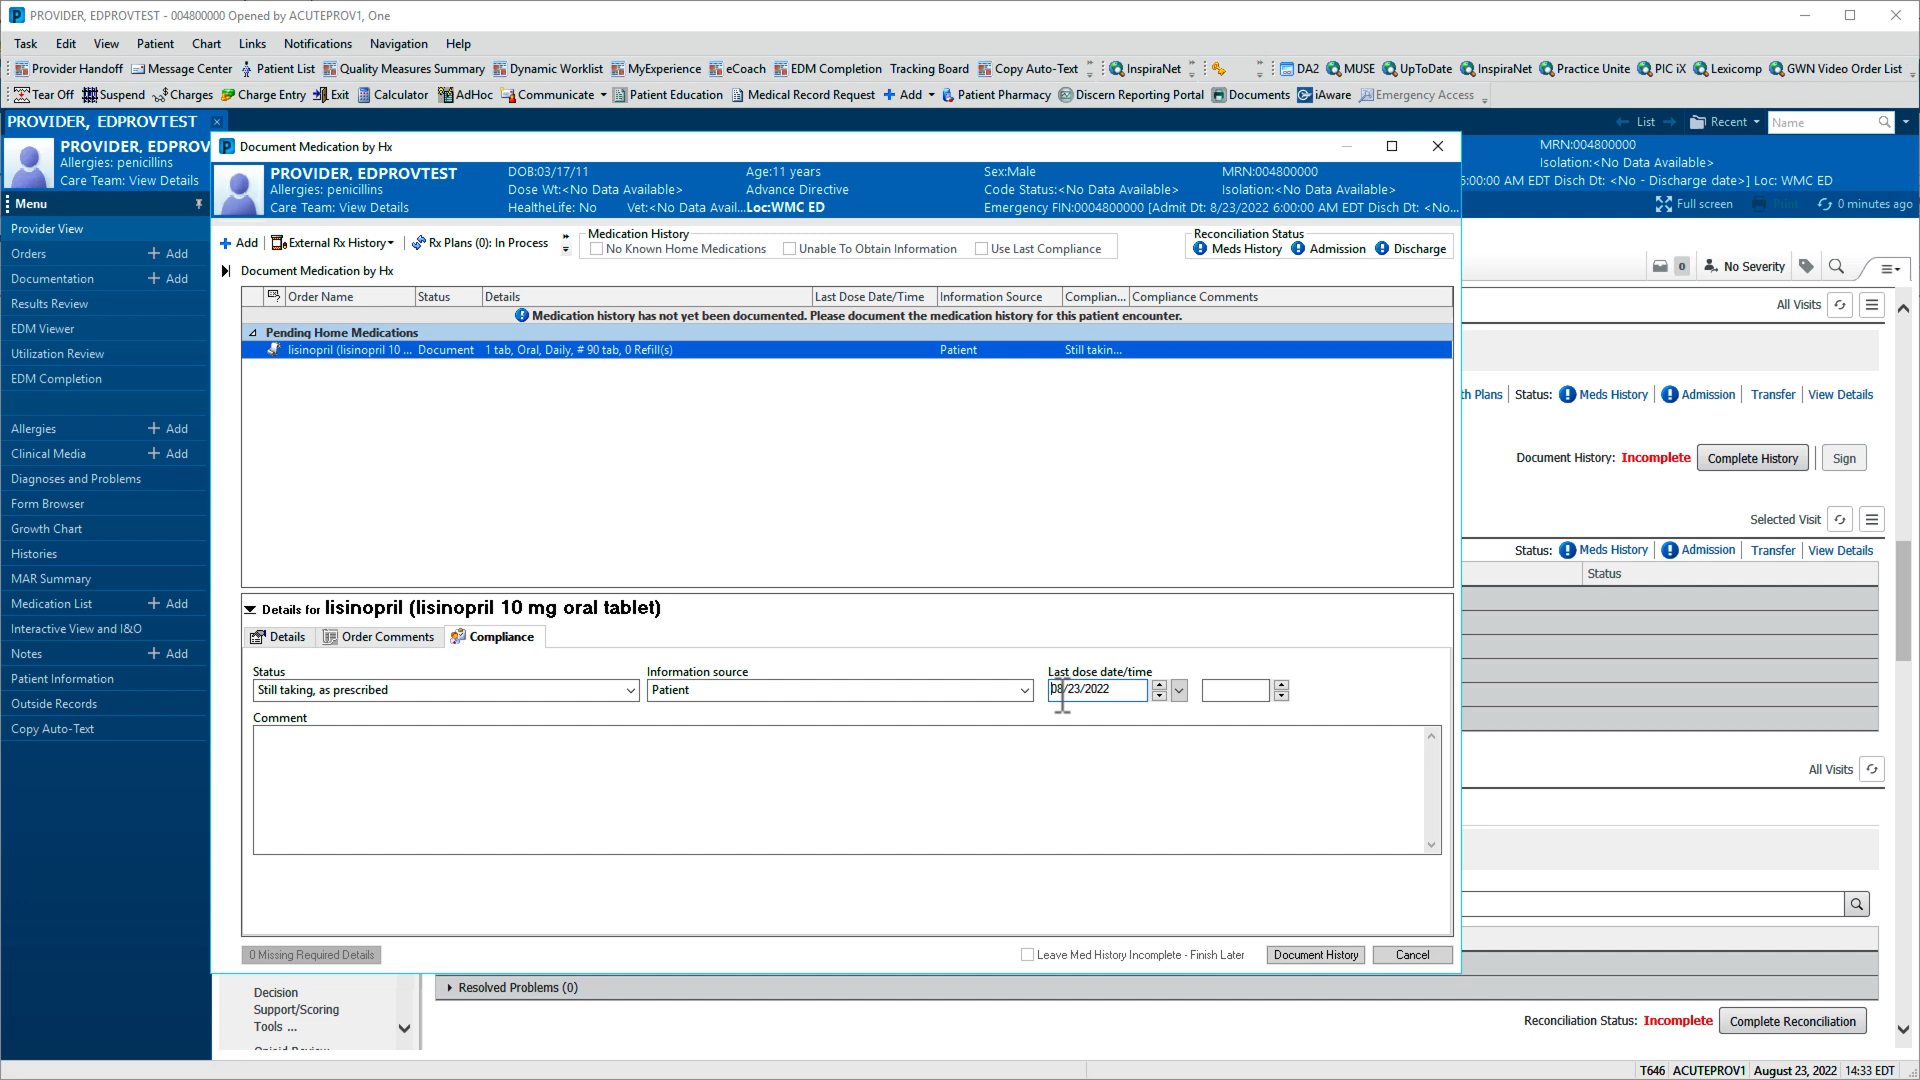 PROVIDER, EDPROVTEST - 004800000 Opened by ACUTEPROV1, One
Task Edit View Patient Chart Links Notifications Navigation Help
Provider Handoff Message Center Patient List Quality Measures Summary Dynamic Worklist MyExperience eCoach EDM Completion Tracking Board Copy Auto-Text InspiraNet DA2 MUSE UpToDate InspiraNet Practice Unite PIC iX Lexicomp GWN Video Order List
Tear Off Suspend Charges Charge Entry Exit Calculator AdHoc Communicate Patient Education Medical Record Request Add Patient Pharmacy Discern Reporting Portal Documents iAware Emergency Access
PROVIDER, EDPROVTEST
List Recent Name
PROVIDER, EDPROV
Allergies: penicillins
Care Team: View Details
MRN:004800000
Isolation:<No Data Available>
5:00:00 AM EDT Disch Dt: <No - Discharge date>] Loc: WMC ED
Full screen Print 0 minutes ago
Menu
Provider View
Orders + Add
Documentation + Add
Results Review
EDM Viewer
Utilization Review
EDM Completion
Allergies + Add
Clinical Media + Add
Diagnoses and Problems
Form Browser
Growth Chart
Histories
MAR Summary
Medication List + Add
Interactive View and I&O
Notes + Add
Patient Information
Outside Records
Copy Auto-Text
Document Medication by Hx
PROVIDER, EDPROVTEST DOB:03/17/11 Age:11 years Sex:Male MRN:004800000
Allergies: penicillins Dose Wt:<No Data Available> Advance Directive Code Status:<No Data Available> Isolation:<No Data Available>
Care Team: View Details HealtheLife: No Vet:<No Data Avail... Loc:WMC ED Emergency FIN:0004800000 [Admit Dt: 8/23/2022 6:00:00 AM EDT Disch Dt: <No...
Add External Rx History Rx Plans (0): In Process
Medication History
No Known Home Medications Unable To Obtain Information Use Last Compliance
Reconciliation Status
Meds History Admission Discharge
Document Medication by Hx
Order Name Status Details Last Dose Date/Time Information Source Complian... Compliance Comments
Medication history has not yet been documented. Please document the medication history for this patient encounter.
Pending Home Medications
lisinopril (lisinopril 10 ... Document 1 tab, Oral, Daily, # 90 tab, 0 Refill(s) Patient Still takin...
Details for lisinopril (lisinopril 10 mg oral tablet)
Details Order Comments Compliance
Status Information source Last dose date/time
Still taking, as prescribed Patient 08/23/2022
Comment
0 Missing Required Details Leave Med History Incomplete - Finish Later Document History Cancel
0 No Severity
All Visits
th Plans Status: Meds History Admission Transfer View Details
Document History: Incomplete Complete History Sign
Selected Visit
Status: Meds History Admission Transfer View Details
Status
All Visits
Decision
Support/Scoring
Tools ...
Opioid Review
Resolved Problems (0)
Reconciliation Status: Incomplete Complete Reconciliation
T646 ACUTEPROV1 August 23, 2022 14:33 EDT